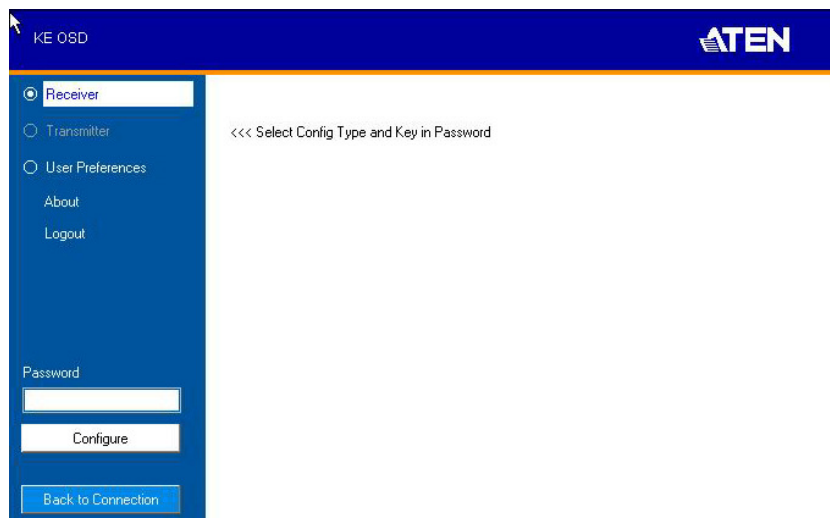 KE OSD
ATEN
Receiver
Transmitter
<<< Select Config Type and Key in Password
User Preferences
About
Logout
Password
Configure
Back to Connection